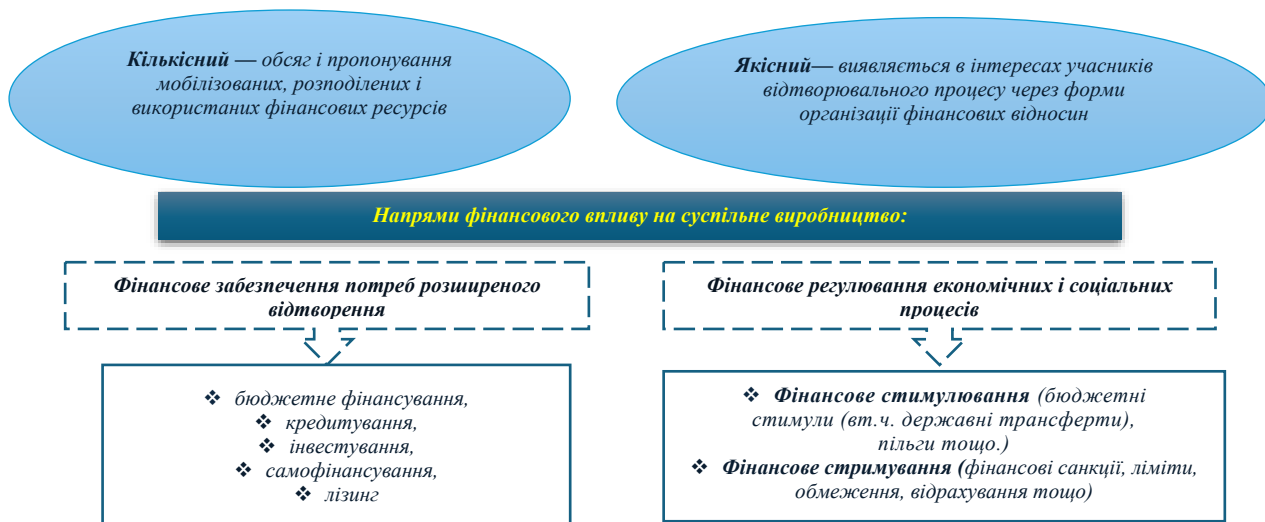 Кількісний — обсяг і пропонування
мобілізованих, розподілених і
використаних фінансових ресурсів
Якісний— виявляється в інтересах учасників
відтворювального процесу через форми
організації фінансових відносин
Напрями фінансового впливу на суспільне виробництво:
Фінансове забезпечення потреб розширеного
відтворення
Фінансове регулювання економічних і соціальних
процесів
❖ бюджетне фінансування,
❖ кредитування,
❖ інвестування,
❖ самофінансування,
❖ лізинг
❖ Фінансове стимулювання (бюджетні
стимули (вт.ч. державні трансферти),
пільги тощо.)
❖ Фінансове стримування (фінансові санкції, ліміти,
обмеження, відрахування тощо)